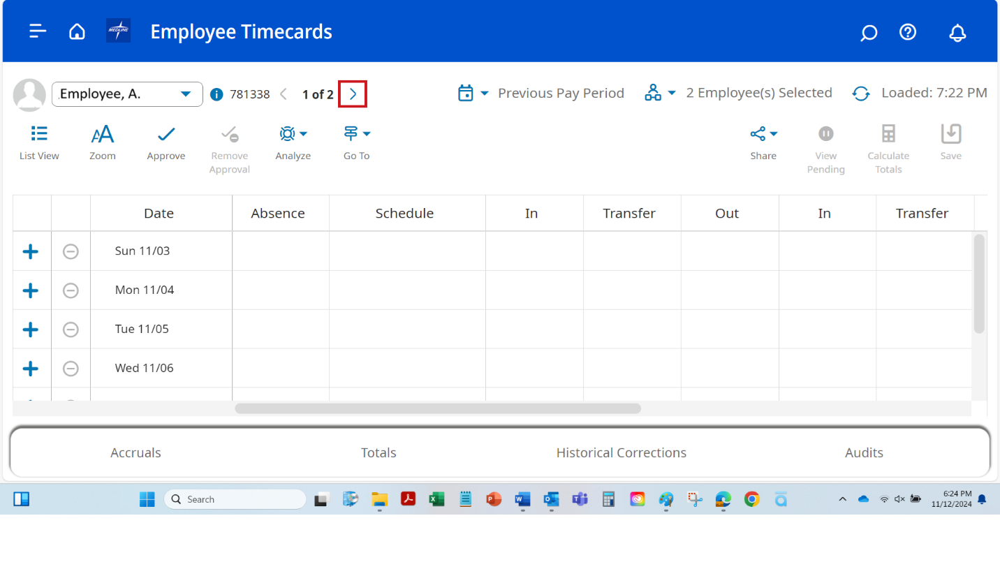 MEDLINE
Employee Timecards
Employee, A.
781338
1 of 2
Previous Pay Period
2 Employee(s) Selected
Loaded: 7:22 PM
List View
Zoom
Approve
Remove
Approval
Analyze
Go To
Share
View
Pending
Calculate
Totals
Save
Date Absence Schedule In Transfer Out In Transfer
Sun 11/03
Mon 11/04
Tue 11/05
Wed 11/06
Accruals Totals Historical Corrections Audits
Search
6:24 PM
11/12/2024